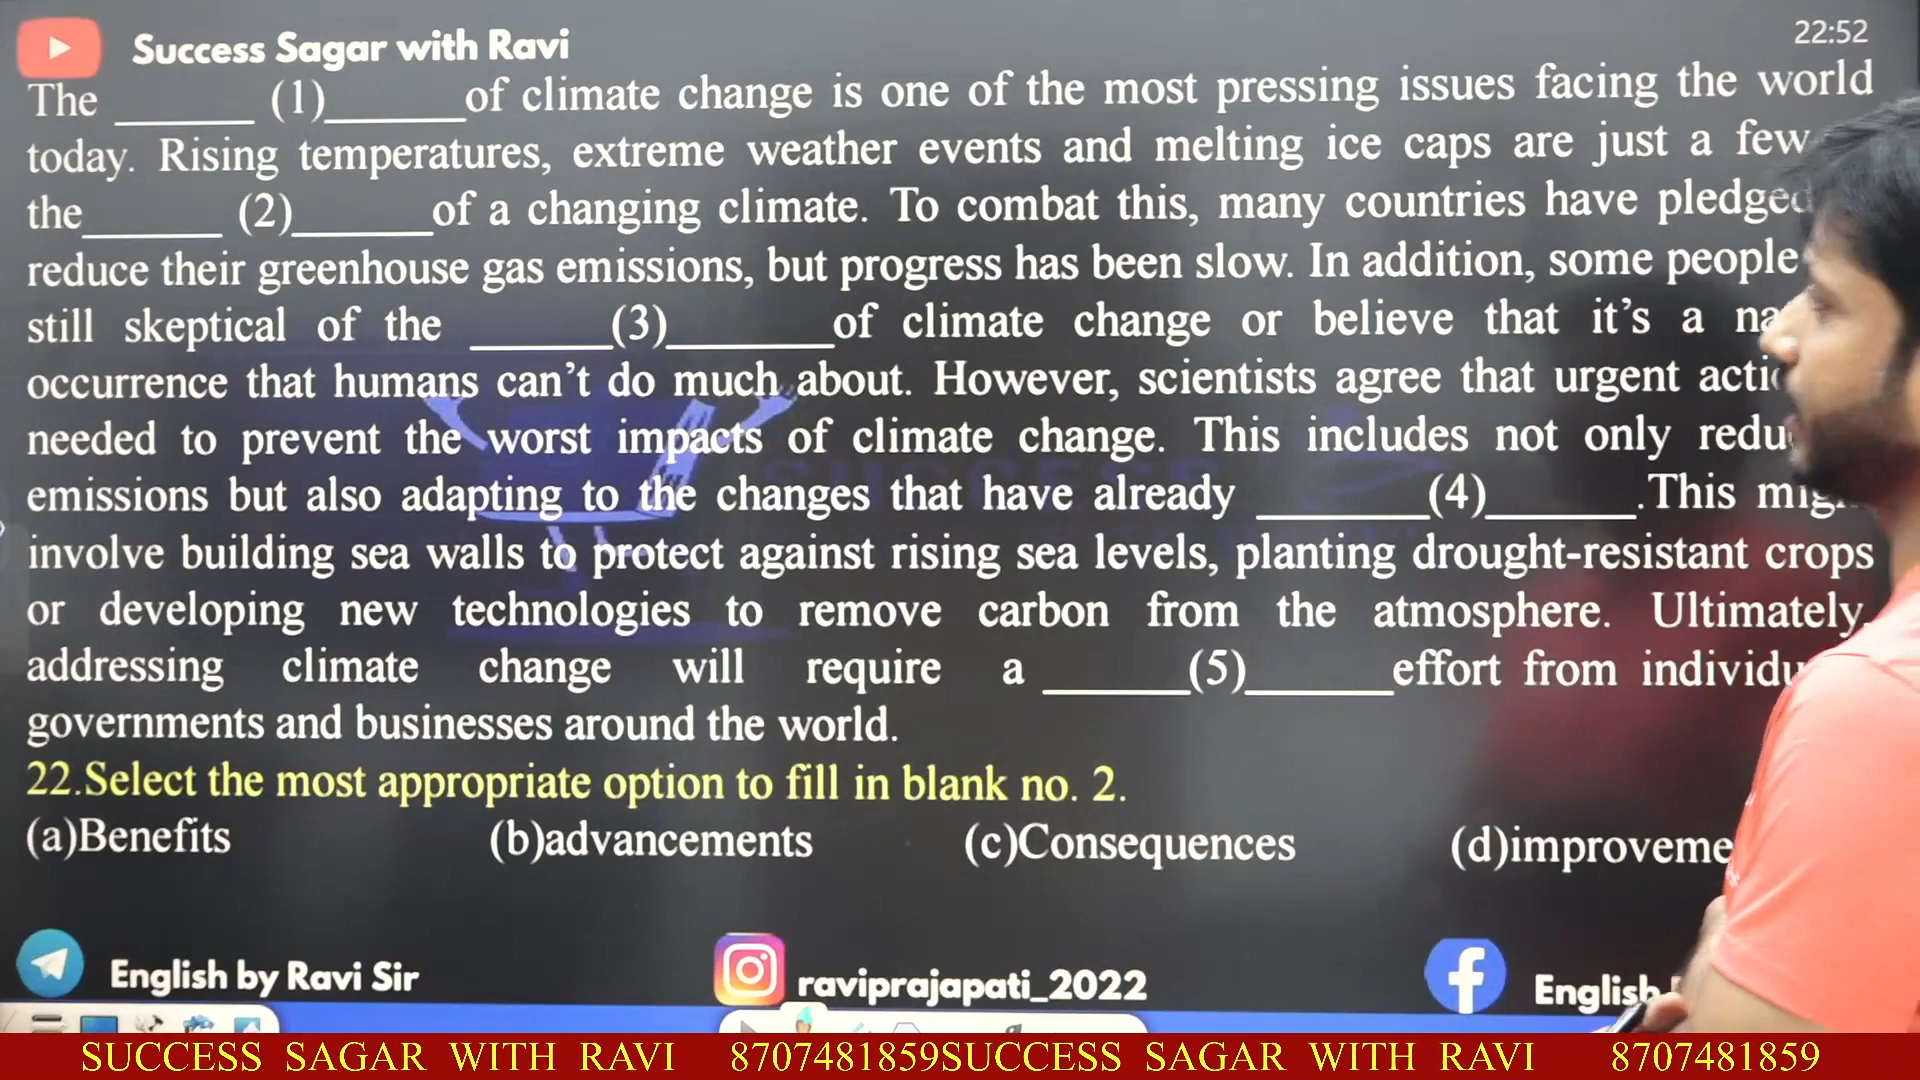 Success Sagar with Ravi
22:52
The ______ (1)______of climate change is one of the most pressing issues facing the world
today. Rising temperatures, extreme weather events and melting ice caps are just a few
the______ (2)______of a changing climate. To combat this, many countries have pledged
reduce their greenhouse gas emissions, but progress has been slow. In addition, some people
still skeptical of the ______(3)_______of climate change or believe that it's a
occurrence that humans can't do much about. However, scientists agree that urgent
needed to prevent the worst impacts of climate change. This includes not only
emissions but also adapting to the changes that have already _______(4)______.This
involve building sea walls to protect against rising sea levels, planting drought-resistant crops
or developing new technologies to remove carbon from the atmosphere. Ultimately,
addressing climate change will require a ______(5)______effort from
governments and businesses around the world.
22.Select the most appropriate option to fill in blank no. 2.
(a)Benefits (b)advancements (c)Consequences (d)
English by Ravi Sir
raviprajapati_2022
English
SUCCESS SAGAR WITH RAVI 8707481859SUCCESS SAGAR WITH RAVI 8707481859